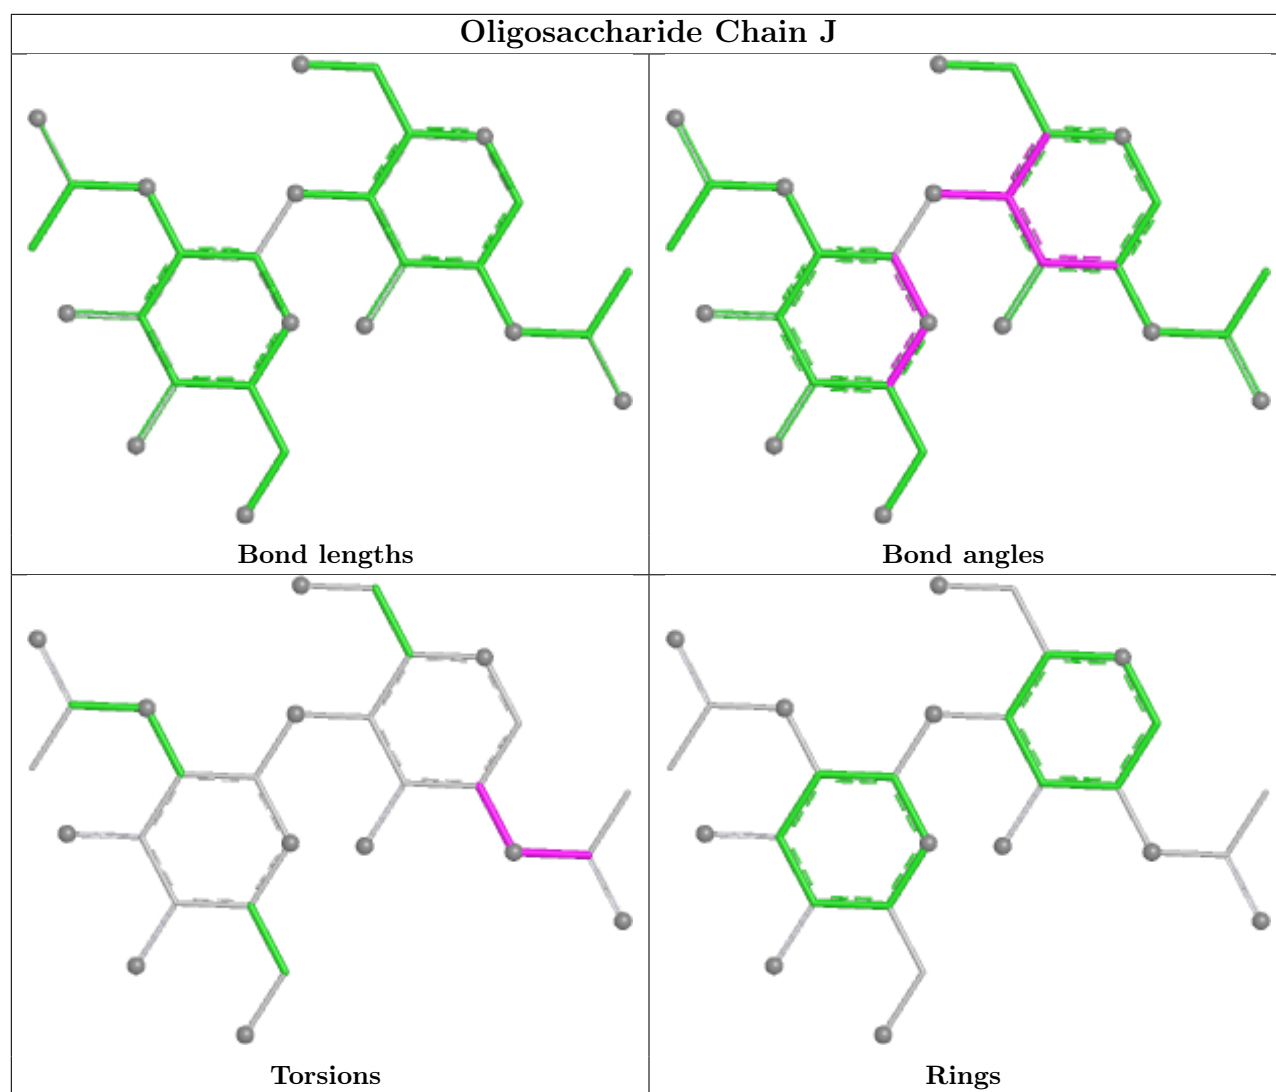 Oligosaccharide Chain J
Bond lengths
Bond angles
Torsions
Rings